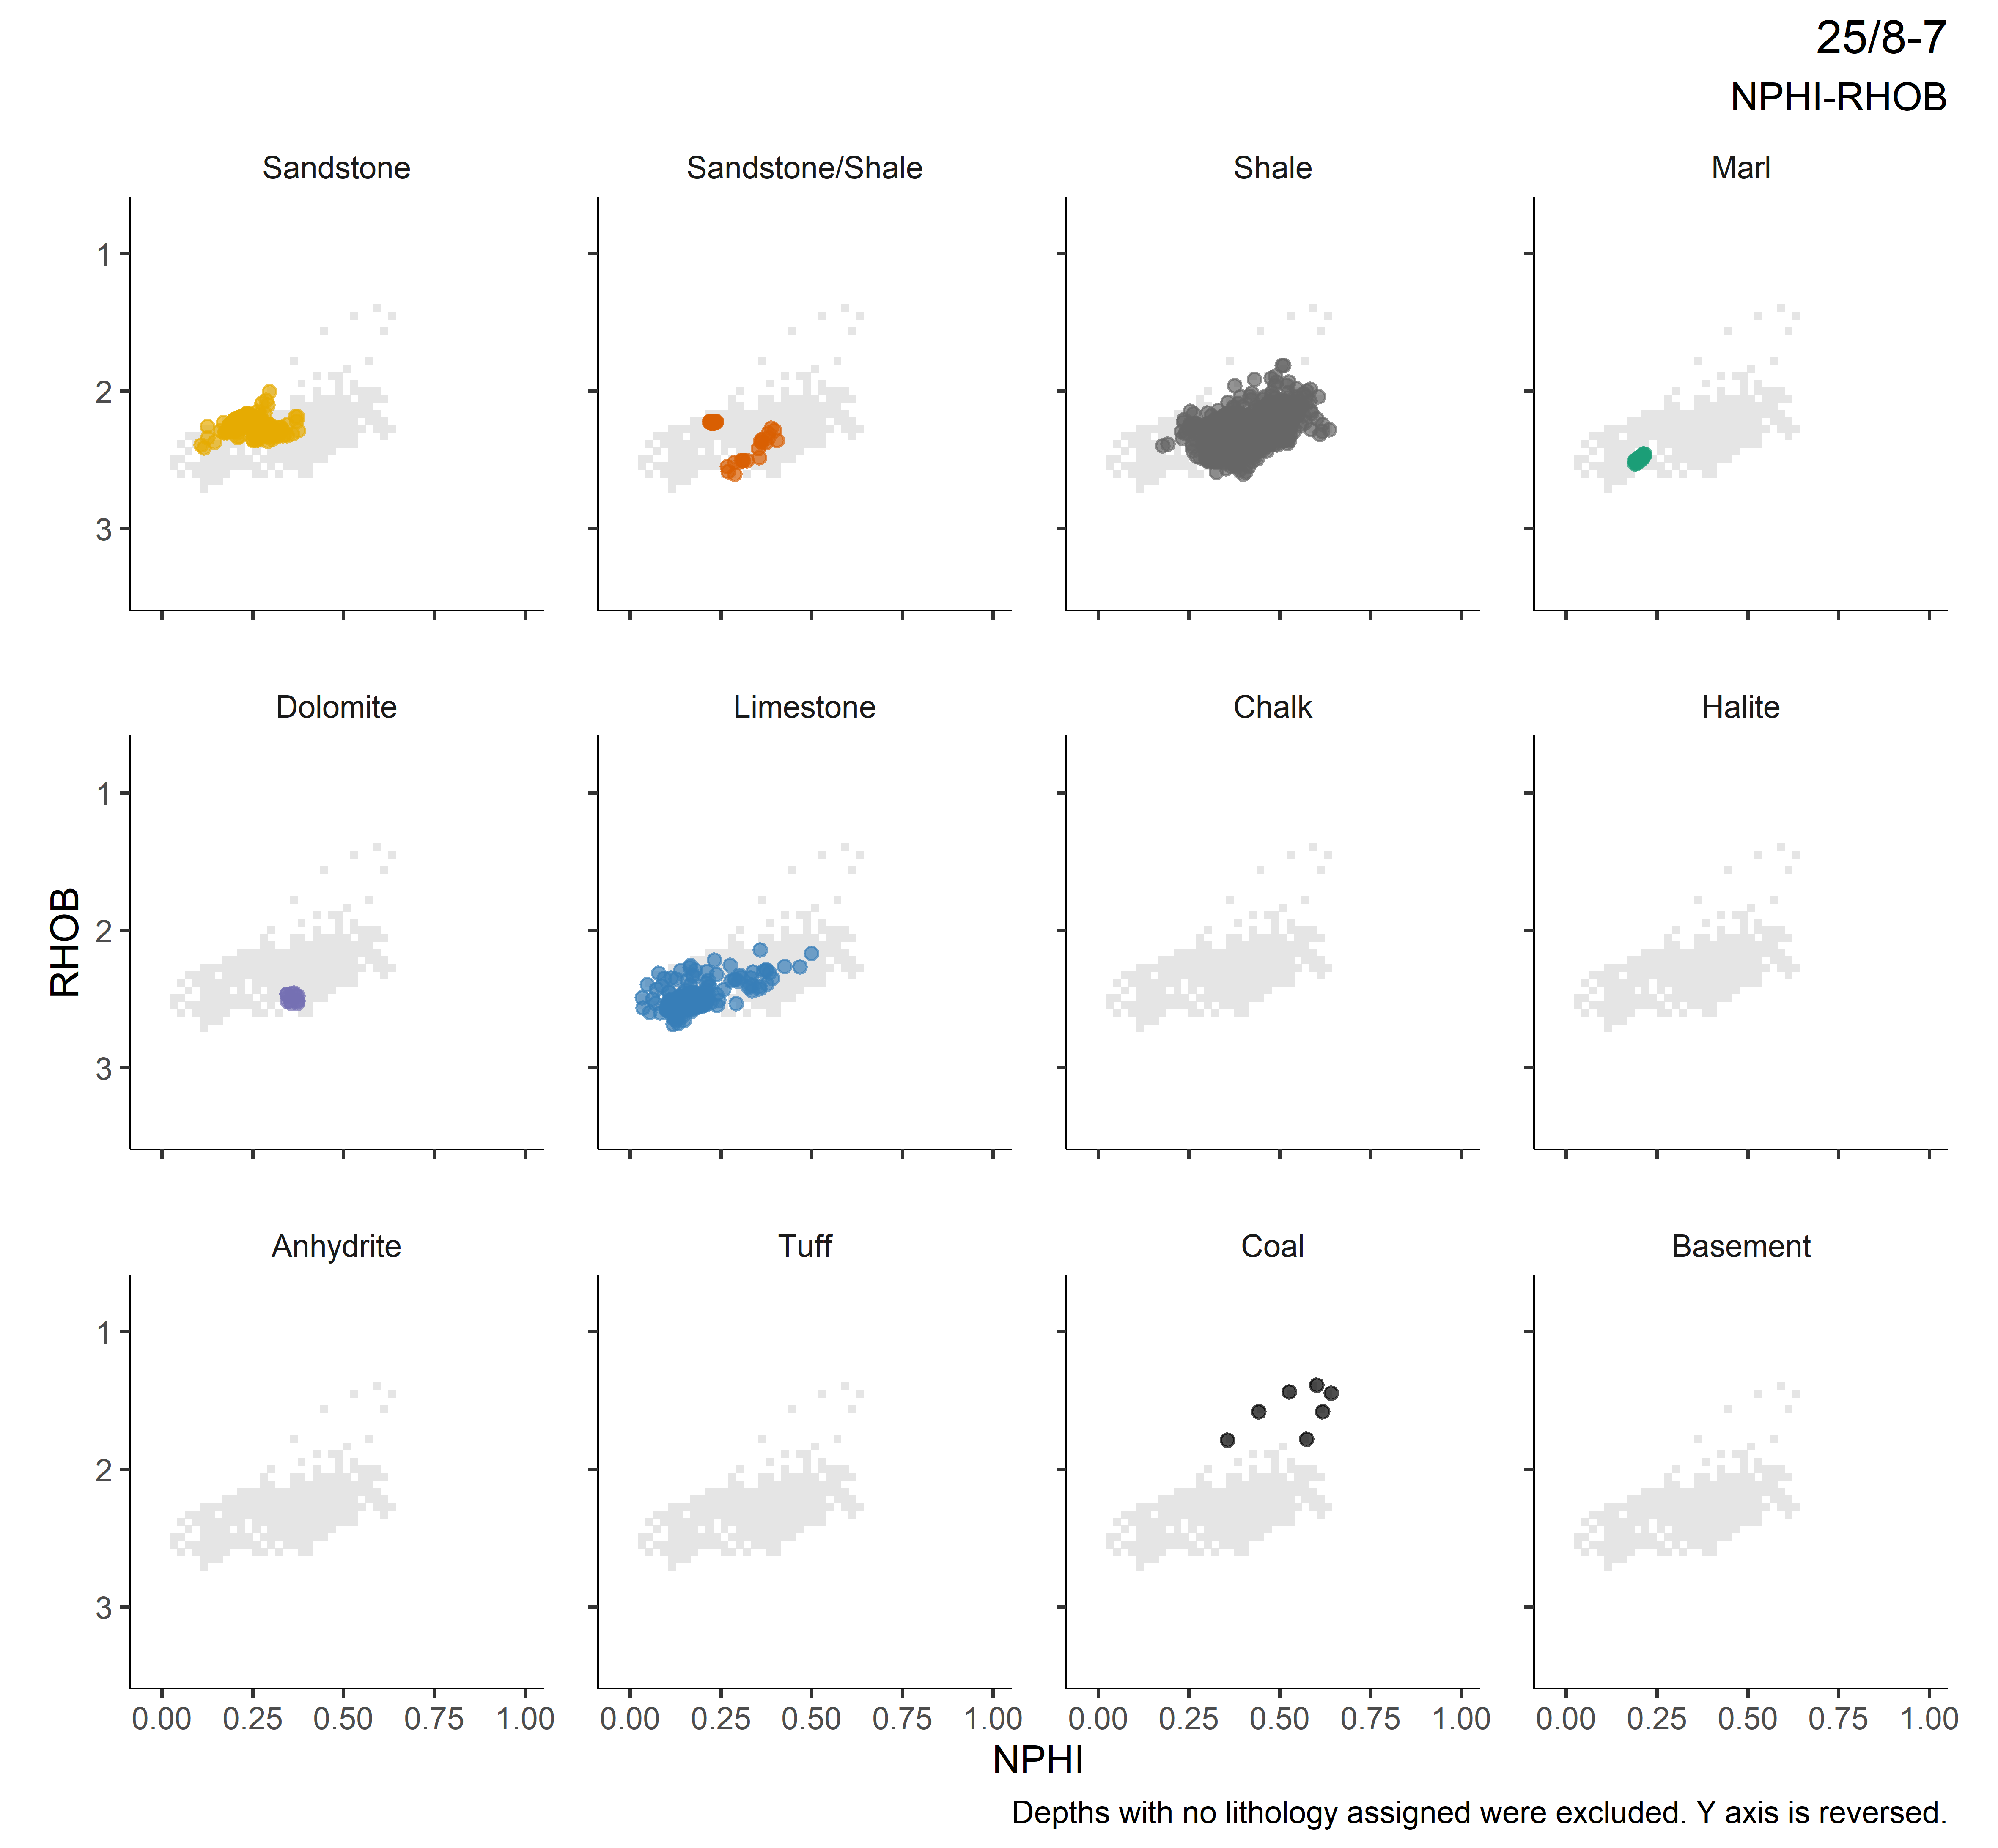 25/8-7
NPHI-RHOB
Sandstone Sandstone/Shale Shale Marl
1
2
3
Dolomite Limestone Chalk Halite
1
2
3
RHOB
Anhydrite Tuff Coal Basement
1
2
3
0.00 0.25 0.50 0.75 1.00 0.00 0.25 0.50 0.75 1.00 0.00 0.25 0.50 0.75 1.00 0.00 0.25 0.50 0.75 1.00
NPHI
Depths with no lithology assigned were excluded. Y axis is reversed.